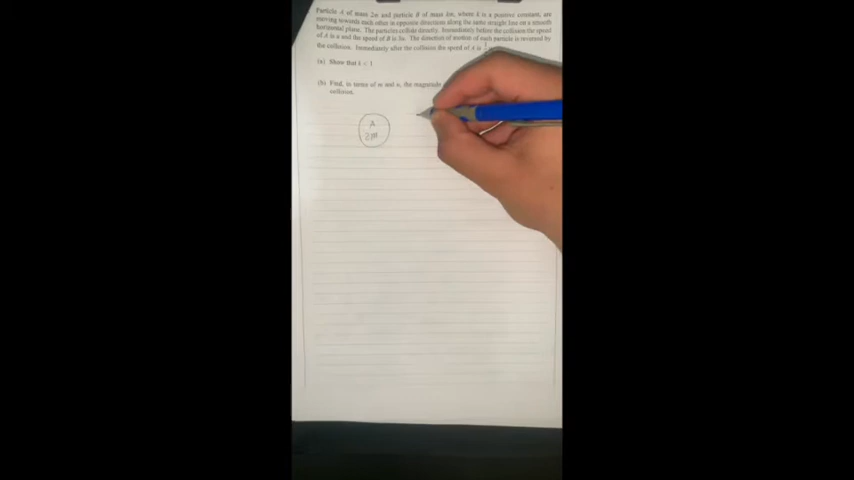 Particle A of mass 2m and particle B of mass km, where k is a positive constant, are
moving towards each other in opposite directions along the same straight line on a smooth
horizontal plane. The particles collide directly. Immediately before the collision the speed
of A is u and the speed of B is 3u. The direction of motion of each particle is reversed by
the collision. Immediately after the collision the speed of A is
(a) Show that k < 1
(b) Find, in terms of m and u, the magnitude
collision.
A
2m